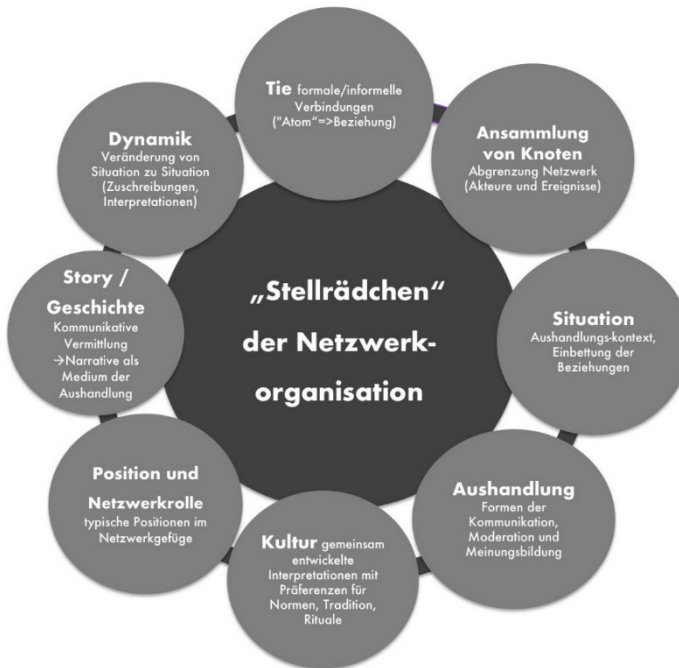 Tie formale/informelle
Verbindungen
("Atom“=>Beziehung)
Ansammlung
von Knoten
Abgrenzung Netzwerk
(Akteure und Ereignisse)
Situation
Aushandlungs-kontext,
Einbettung der
Beziehungen
Aushandlung
Formen der
Kommunikation,
Moderation und
Meinungsbildung
Kultur gemeinsam
entwickelte
Interpretationen mit
Präferenzen für
Normen, Tradition,
Rituale
Position und
Netzwerkrolle
typische Positionen im
Netzwerkgefüge
Story /
Geschichte
Kommunikative
Vermittlung
→Narrative als
Medium der
Aushandlung
Dynamik
Veränderung von
Situation zu Situation
(Zuschreibungen,
Interpretationen)
„Stellrädchen“
der Netzwerk-
organisation